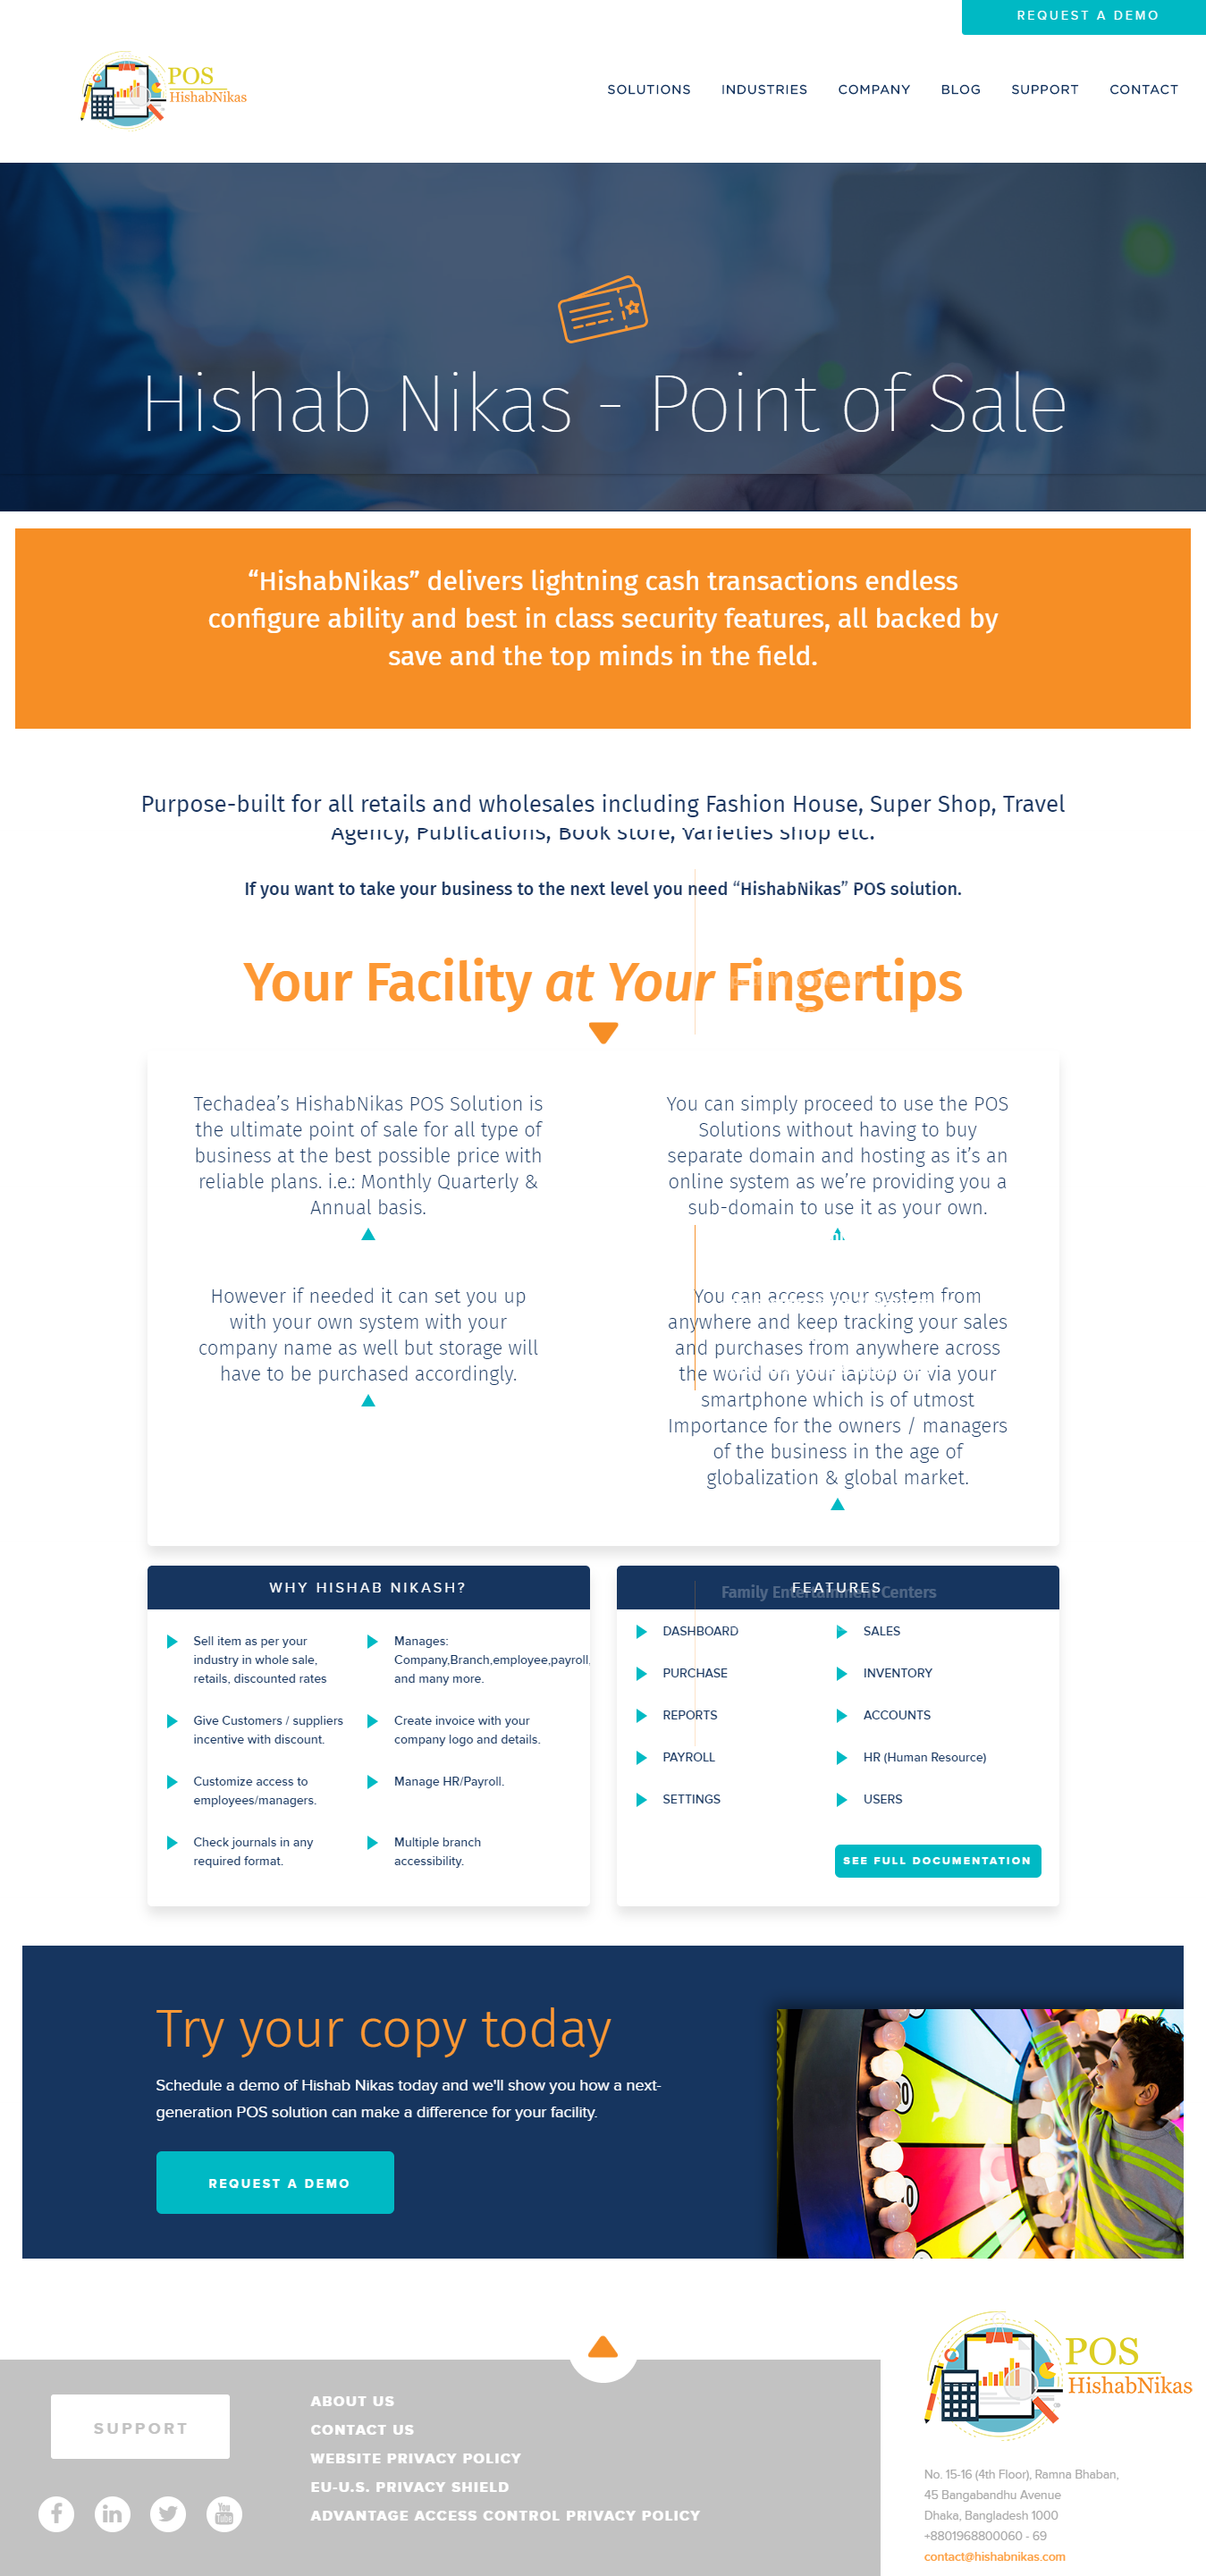 REQUEST A DEMO
POS
HishabNikas
SOLUTIONS INDUSTRIES COMPANY BLOG SUPPORT CONTACT
Hishab Nikas - Point of Sale
“HishabNikas” delivers lightning cash transactions endless
configure ability and best in class security features, all backed by
save and the top minds in the field.
Purpose-built for all retails and wholesales including Fashion House, Super Shop, Travel
Agency, Publications, Book store, Varieties shop etc.
If you want to take your business to the next level you need “HishabNikas” POS solution.
Your Facility at Your Fingertips
Techadea’s HishabNikas POS Solution is
the ultimate point of sale for all type of
business at the best possible price with
reliable plans. i.e.: Monthly Quarterly &
Annual basis.
You can simply proceed to use the POS
Solutions without having to buy
separate domain and hosting as it’s an
online system as we’re providing you a
sub-domain to use it as your own.
However if needed it can set you up
with your own system with your
company name as well but storage will
have to be purchased accordingly.
You can access your system from
anywhere and keep tracking your sales
and purchases from anywhere across
the world on your laptop or via your
smartphone which is of utmost
Importance for the owners / managers
of the business in the age of
globalization & global market.
WHY HISHAB NIKASH?
Sell item as per your
industry in whole sale,
retails, discounted rates
Manages:
Company,Branch,employee,payroll,
and many more.
Give Customers / suppliers
incentive with discount.
Create invoice with your
company logo and details.
Customize access to
employees/managers.
Manage HR/Payroll.
Check journals in any
required format.
Multiple branch
accessibility.
FEATURES
Family Entertainment Centers
DASHBOARD
SALES
PURCHASE
INVENTORY
REPORTS
ACCOUNTS
PAYROLL
HR (Human Resource)
SETTINGS
USERS
SEE FULL DOCUMENTATION
Try your copy today
Schedule a demo of Hishab Nikas today and we'll show you how a next-
generation POS solution can make a difference for your facility.
REQUEST A DEMO
SUPPORT
ABOUT US
CONTACT US
WEBSITE PRIVACY POLICY
EU-U.S. PRIVACY SHIELD
ADVANTAGE ACCESS CONTROL PRIVACY POLICY
You
Tube
POS
HishabNikas
No. 15-16 (4th Floor), Ramna Bhaban,
45 Bangabandhu Avenue
Dhaka, Bangladesh 1000
+8801968800060 - 69
contact@hishabnikas.com